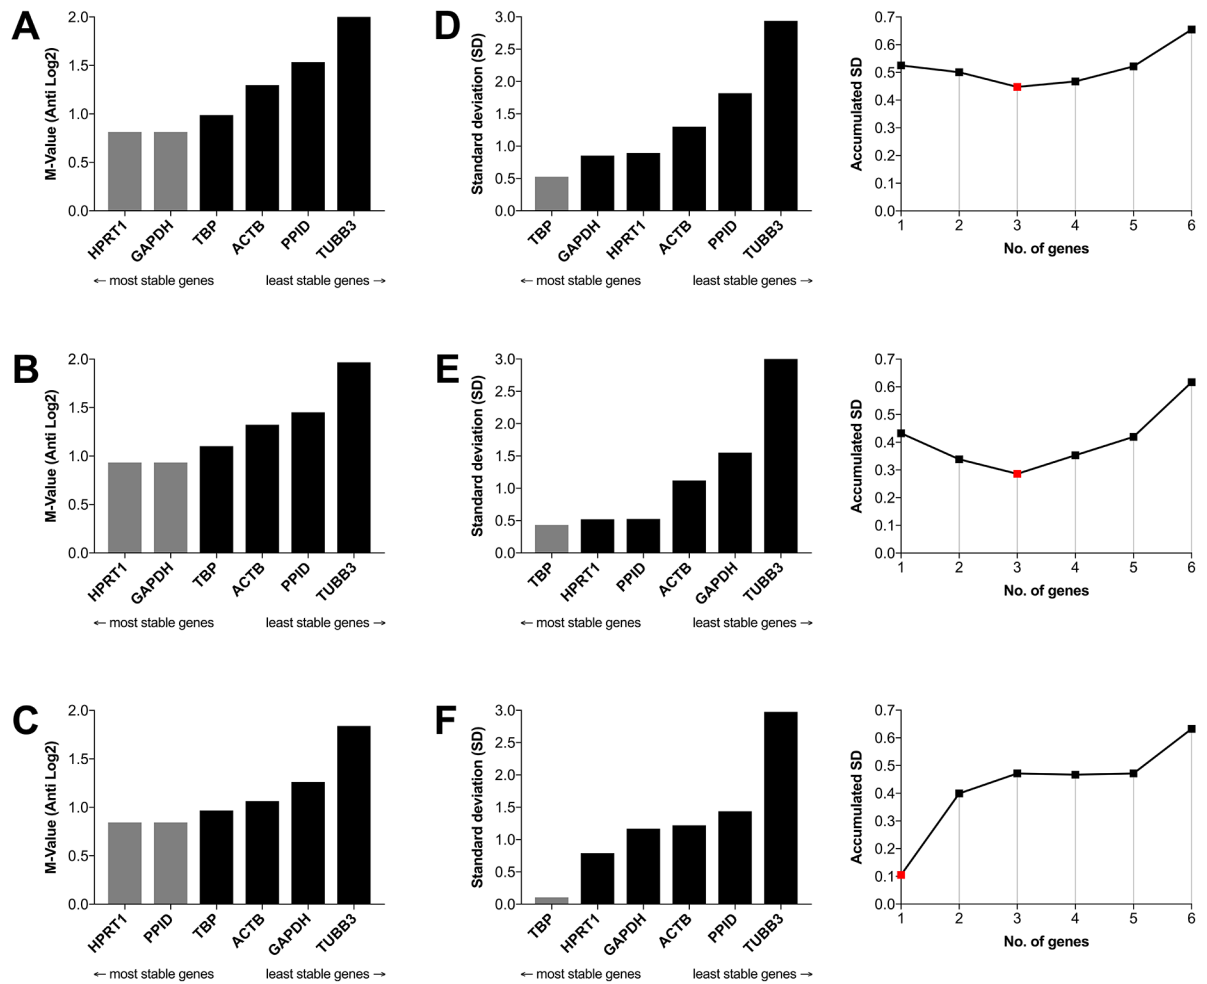 A
M-Value (Anti Log2)
2.0
1.5
1.0
0.5
0.0
HPRT1 GAPDH TBP ACTB PPID TUBB3
← most stable genes least stable genes →
D
Standard deviation (SD)
3.0
2.5
2.0
1.5
1.0
0.5
0.0
TBP GAPDH HPRT1 ACTB PPID TUBB3
← most stable genes least stable genes →
Accumulated SD
0.7
0.6
0.5
0.4
0.3
0.2
0.1
0.0
1 2 3 4 5 6
No. of genes
B
M-Value (Anti Log2)
2.0
1.5
1.0
0.5
0.0
HPRT1 GAPDH TBP ACTB PPID TUBB3
← most stable genes least stable genes →
E
Standard deviation (SD)
3.0
2.5
2.0
1.5
1.0
0.5
0.0
TBP HPRT1 PPID ACTB GAPDH TUBB3
← most stable genes least stable genes →
Accumulated SD
0.7
0.6
0.5
0.4
0.3
0.2
0.1
0.0
1 2 3 4 5 6
No. of genes
C
M-Value (Anti Log2)
2.0
1.5
1.0
0.5
0.0
HPRT1 PPID TBP ACTB GAPDH TUBB3
← most stable genes least stable genes →
F
Standard deviation (SD)
3.0
2.5
2.0
1.5
1.0
0.5
0.0
TBP HPRT1 GAPDH ACTB PPID TUBB3
← most stable genes least stable genes →
Accumulated SD
0.7
0.6
0.5
0.4
0.3
0.2
0.1
0.0
1 2 3 4 5 6
No. of genes